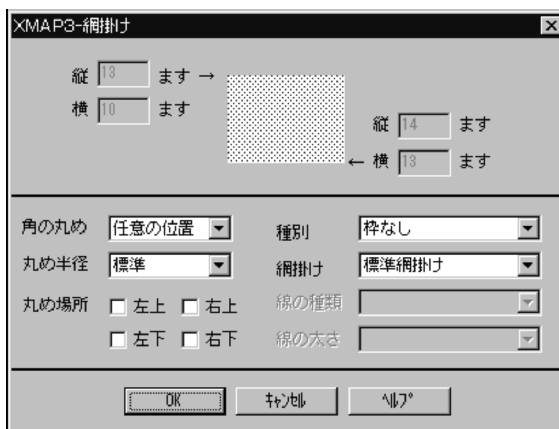 XMAP3-網掛け
縦 13 ます →
横 10 ます
縦 14 ます
← 横 13 ます
角の丸め 任意の位置 種別 枠なし
丸め半径 標準 網掛け 標準網掛け
丸め場所 左上 右上 線の種類
左下 右下 線の太さ
OK ｷｬﾝｾﾙ ﾍﾙﾌﾟ